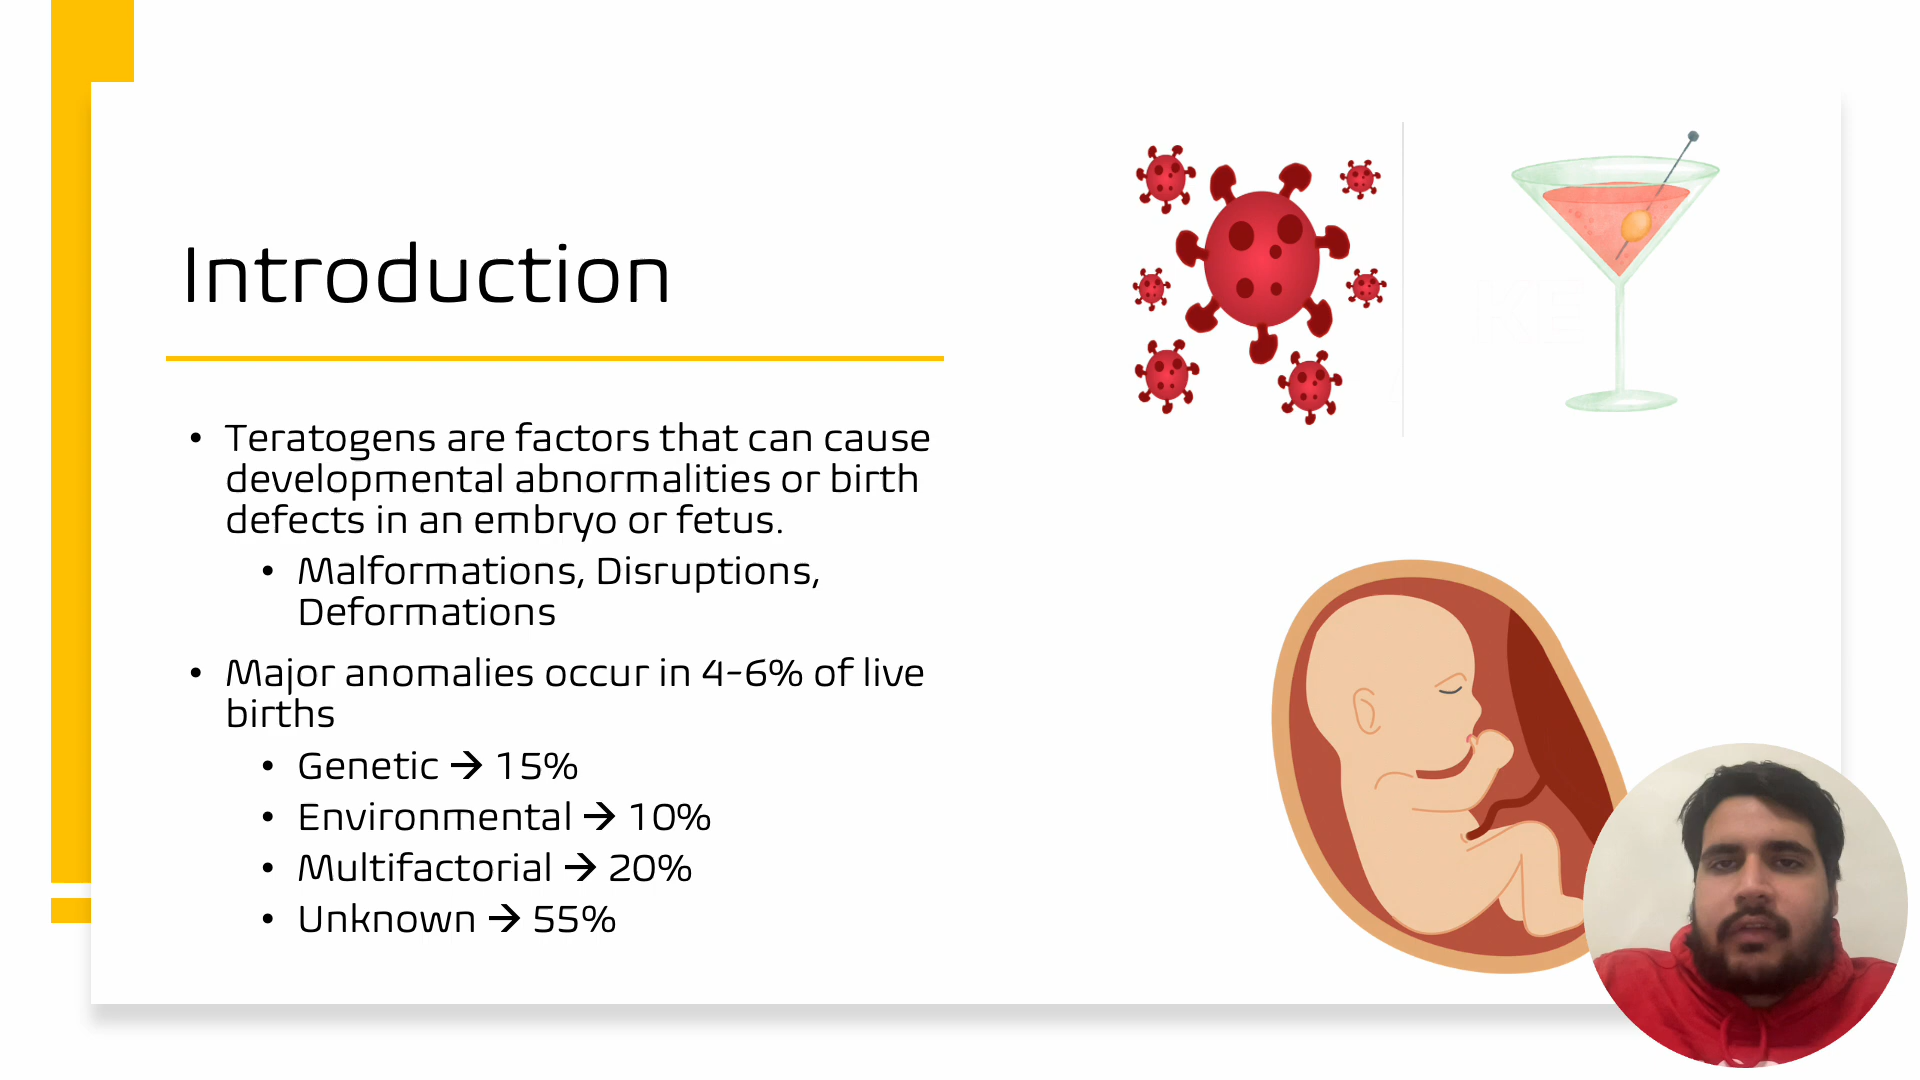 Introduction
• Teratogens are factors that can cause
developmental abnormalities or birth
defects in an embryo or fetus.
• Malformations, Disruptions,
Deformations
• Major anomalies occur in 4-6% of live
births
• Genetic → 15%
• Environmental → 10%
• Multifactorial → 20%
• Unknown → 55%